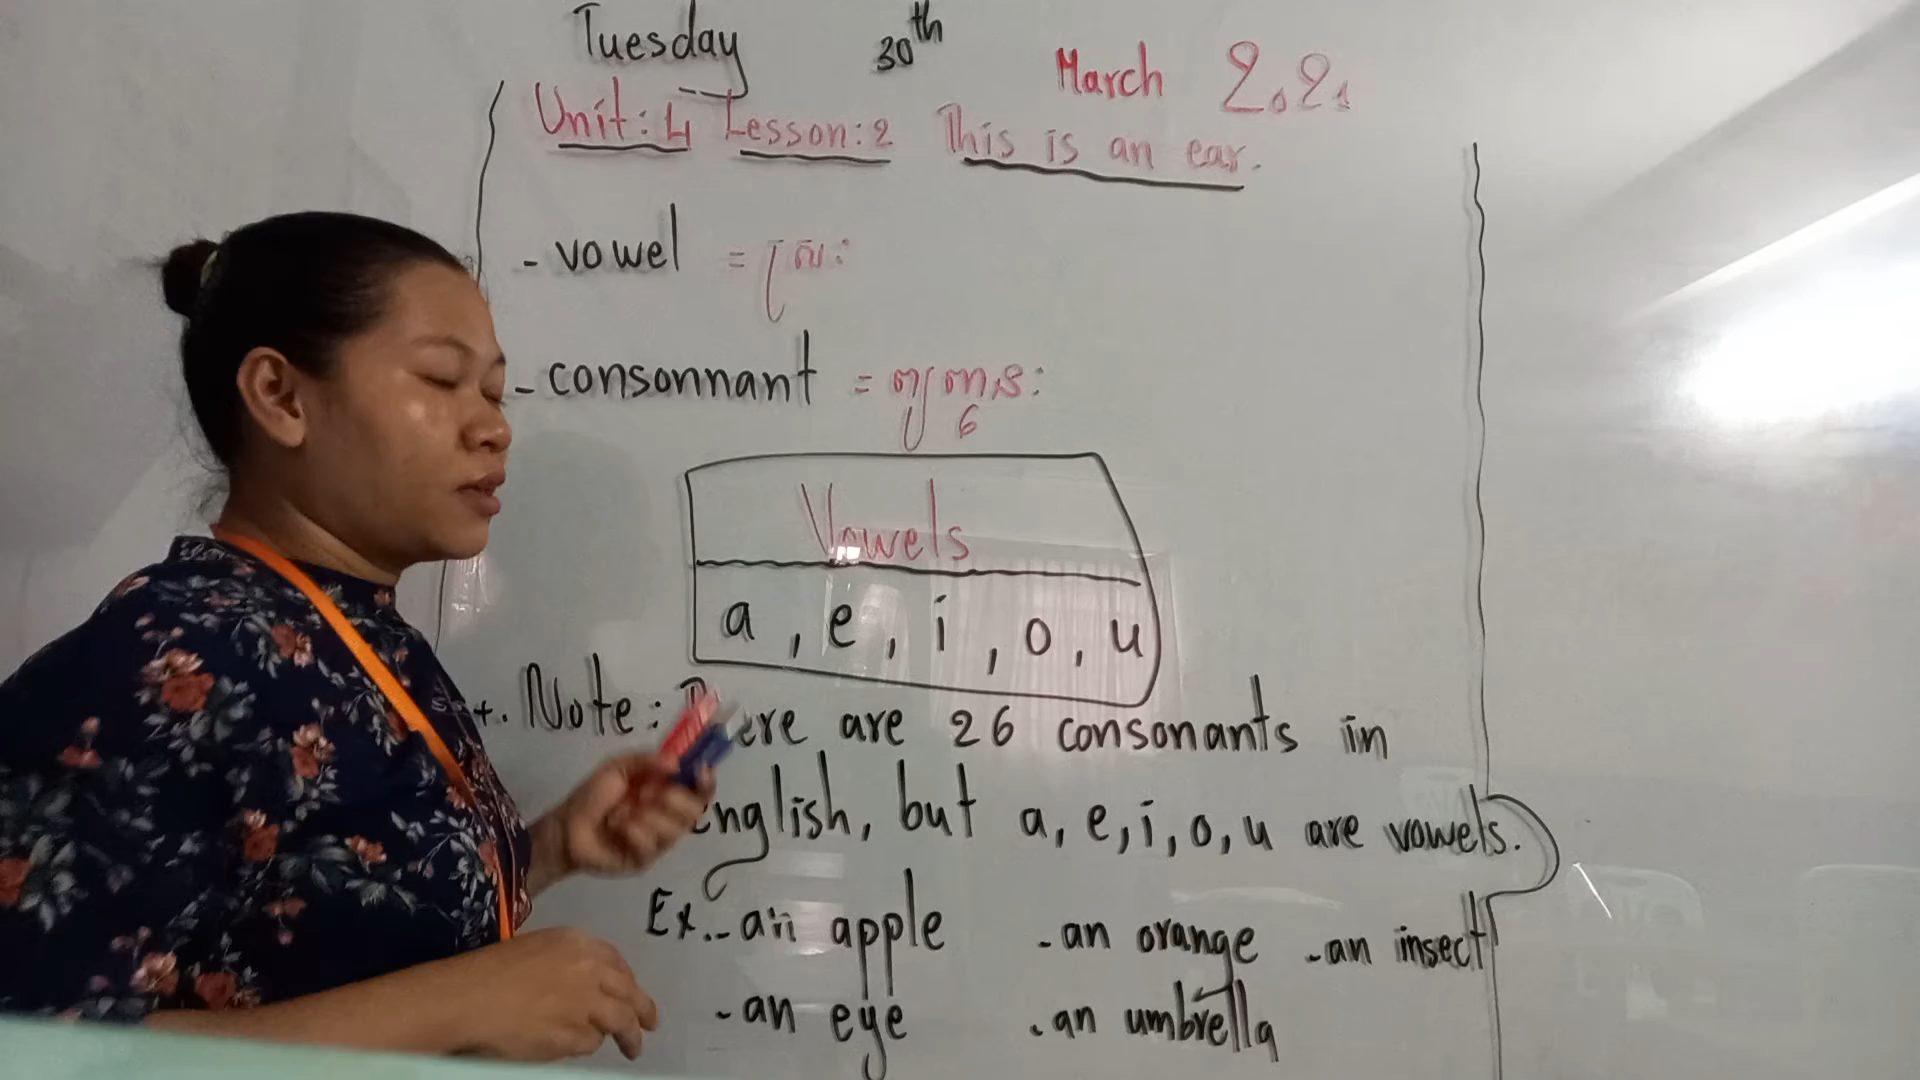 Tuesday 30th March 2021
Unit: 4 Lesson: 2 This is an ear.
- vowel = ស្រៈ
- consonnant = ព្យញ្ជនៈ
Vowels
a, e, i, o, u
+. Note: ere are 26 consonants in
English, but a, e, i, o, u are vowels.
Ex. - an apple - an orange - an insect
- an eye - an umbrella